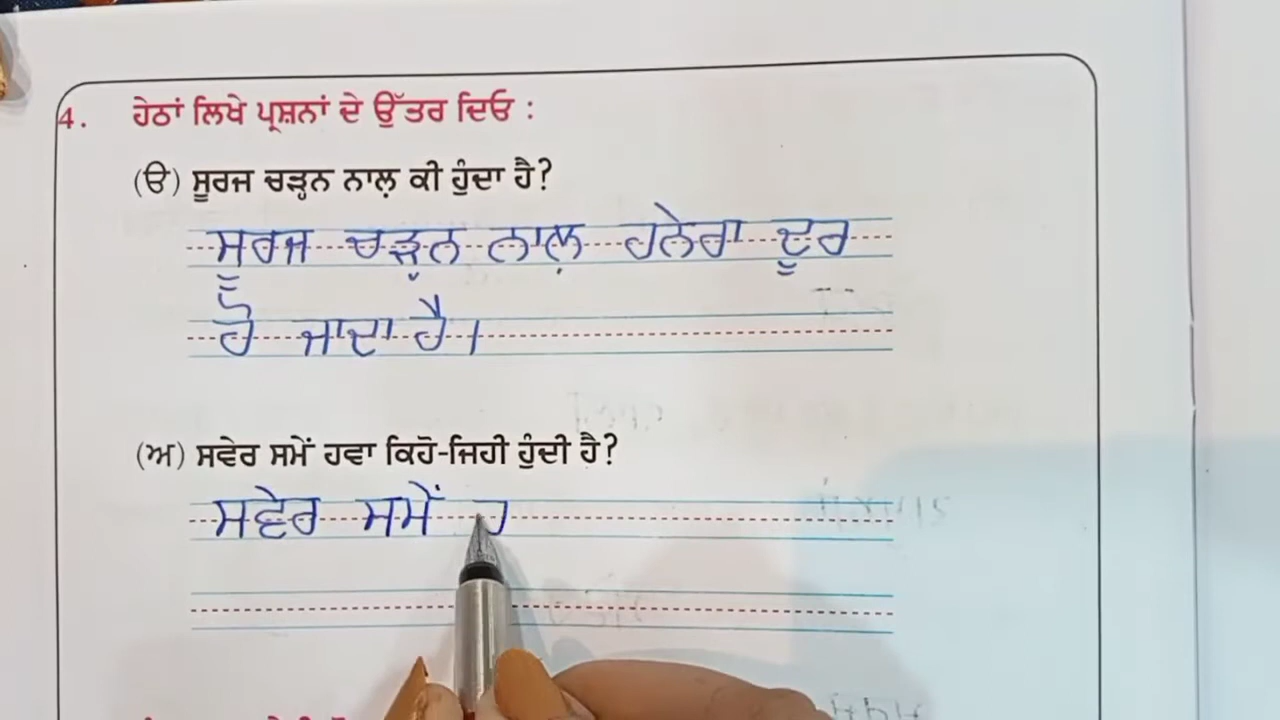 4. ਹੇਠਾਂ ਲਿਖੇ ਪ੍ਰਸ਼ਨਾਂ ਦੇ ਉੱਤਰ ਦਿਓ :
(ੳ) ਸੂਰਜ ਚੜ੍ਹਨ ਨਾਲ਼ ਕੀ ਹੁੰਦਾ ਹੈ?
ਸੂਰਜ ਚੜ੍ਹਨ ਨਾਲ਼ ਹਨੇਰਾ ਦੂਰ
ਹੋ ਜਾਂਦਾ ਹੈ।
(ਅ) ਸਵੇਰ ਸਮੇਂ ਹਵਾ ਕਿਹੋ-ਜਿਹੀ ਹੁੰਦੀ ਹੈ?
ਸਵੇਰ ਸਮੇਂ